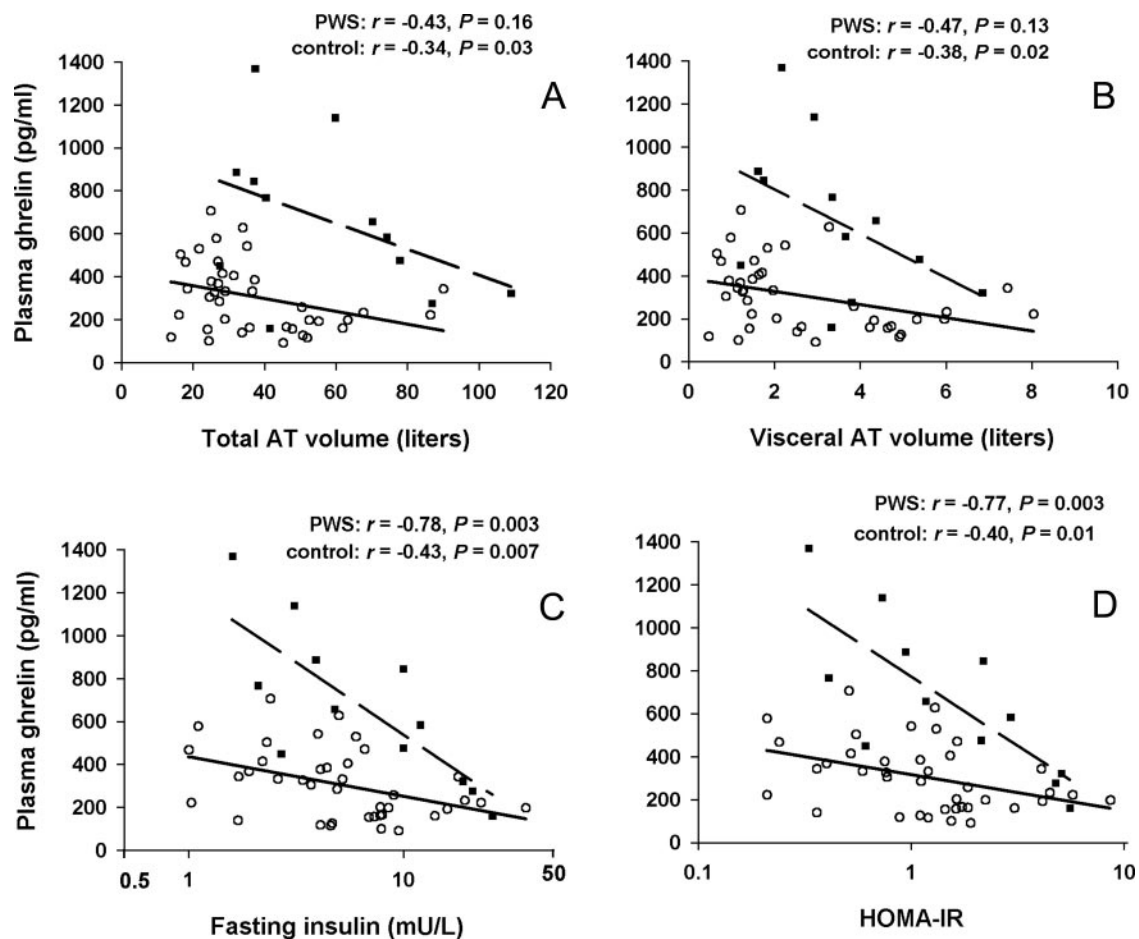 PWS: r = -0.43, P = 0.16
control: r = -0.34, P = 0.03
A
1400
1200
1000
800
600
400
200
0
Plasma ghrelin (pg/ml)
0 20 40 60 80 100 120
Total AT volume (liters)
PWS: r = -0.47, P = 0.13
control: r = -0.38, P = 0.02
B
1400
1200
1000
800
600
400
200
0
0 2 4 6 8 10
Visceral AT volume (liters)
PWS: r = -0.78, P = 0.003
control: r = -0.43, P = 0.007
C
1400
1200
1000
800
600
400
200
0
Plasma ghrelin (pg/ml)
0.5 1 10 50
Fasting insulin (mU/L)
PWS: r = -0.77, P = 0.003
control: r = -0.40, P = 0.01
D
1400
1200
1000
800
600
400
200
0
0.1 1 10
HOMA-IR